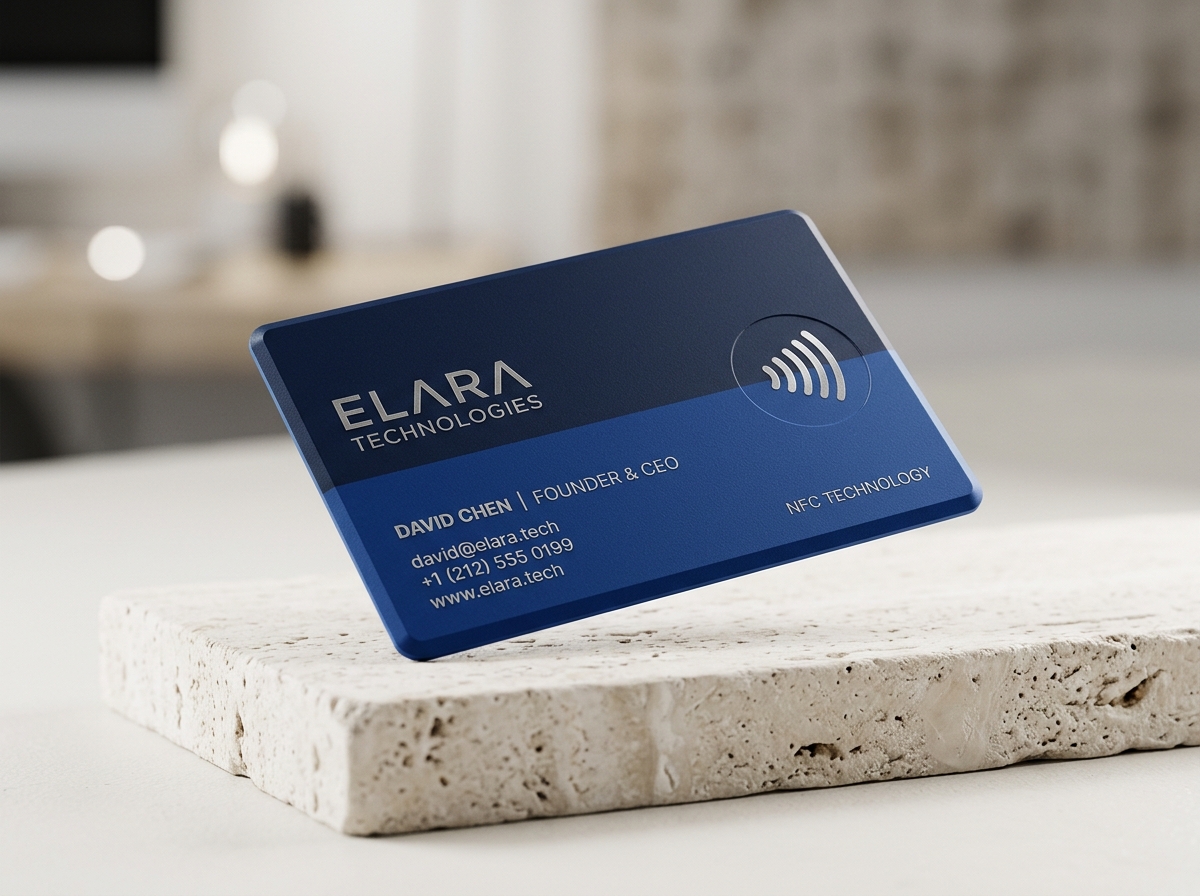 ELARA
TECHNOLOGIES
DAVID CHEN | FOUNDER & CEO
david@elara.tech
+1 (212) 555 0199
www.elara.tech
NFC TECHNOLOGY